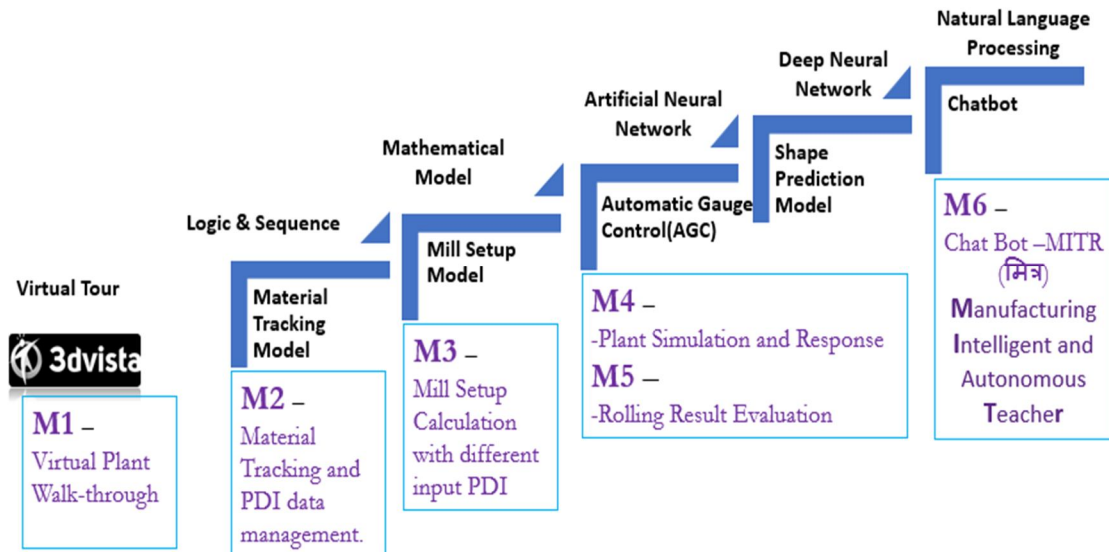 Virtual Tour
3dvista
M1 –
Virtual Plant
Walk-through
Logic & Sequence
Material
Tracking
Model
M2 –
Material
Tracking and
PDI data
management.
Mathematical
Model
Mill Setup
Model
M3 –
Mill Setup
Calculation
with different
input PDI
Artificial Neural
Network
Automatic Gauge
Control(AGC)
M4 –
-Plant Simulation and Response
M5 –
-Rolling Result Evaluation
Deep Neural
Network
Shape
Prediction
Model
Natural Language
Processing
Chatbot
M6 –
Chat Bot –MITR
(मित्र)
Manufacturing
Intelligent and
Autonomous
Teacher